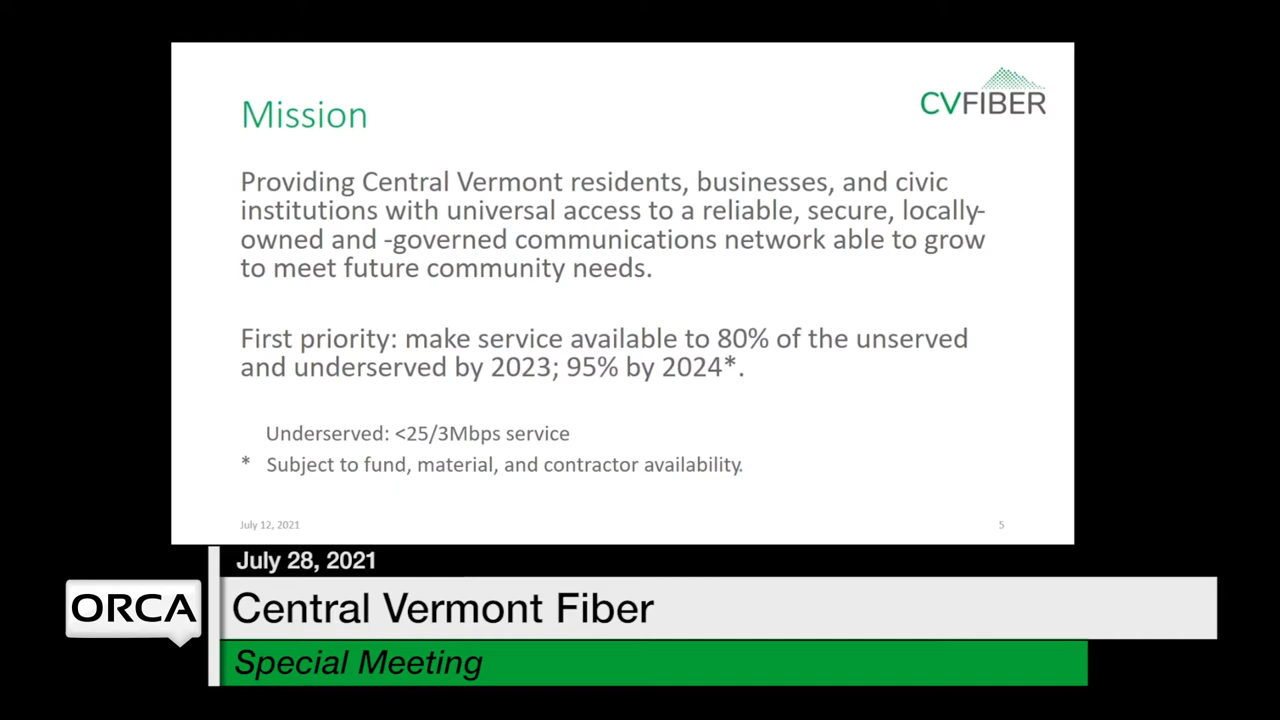 CVFIBER
Mission
Providing Central Vermont residents, businesses, and civic
institutions with universal access to a reliable, secure, locally-
owned and -governed communications network able to grow
to meet future community needs.
First priority: make service available to 80% of the unserved
and underserved by 2023; 95% by 2024*.
Underserved: <25/3Mbps service
* Subject to fund, material, and contractor availability.
July 12, 2021
5
July 28, 2021
ORCA
Central Vermont Fiber
Special Meeting